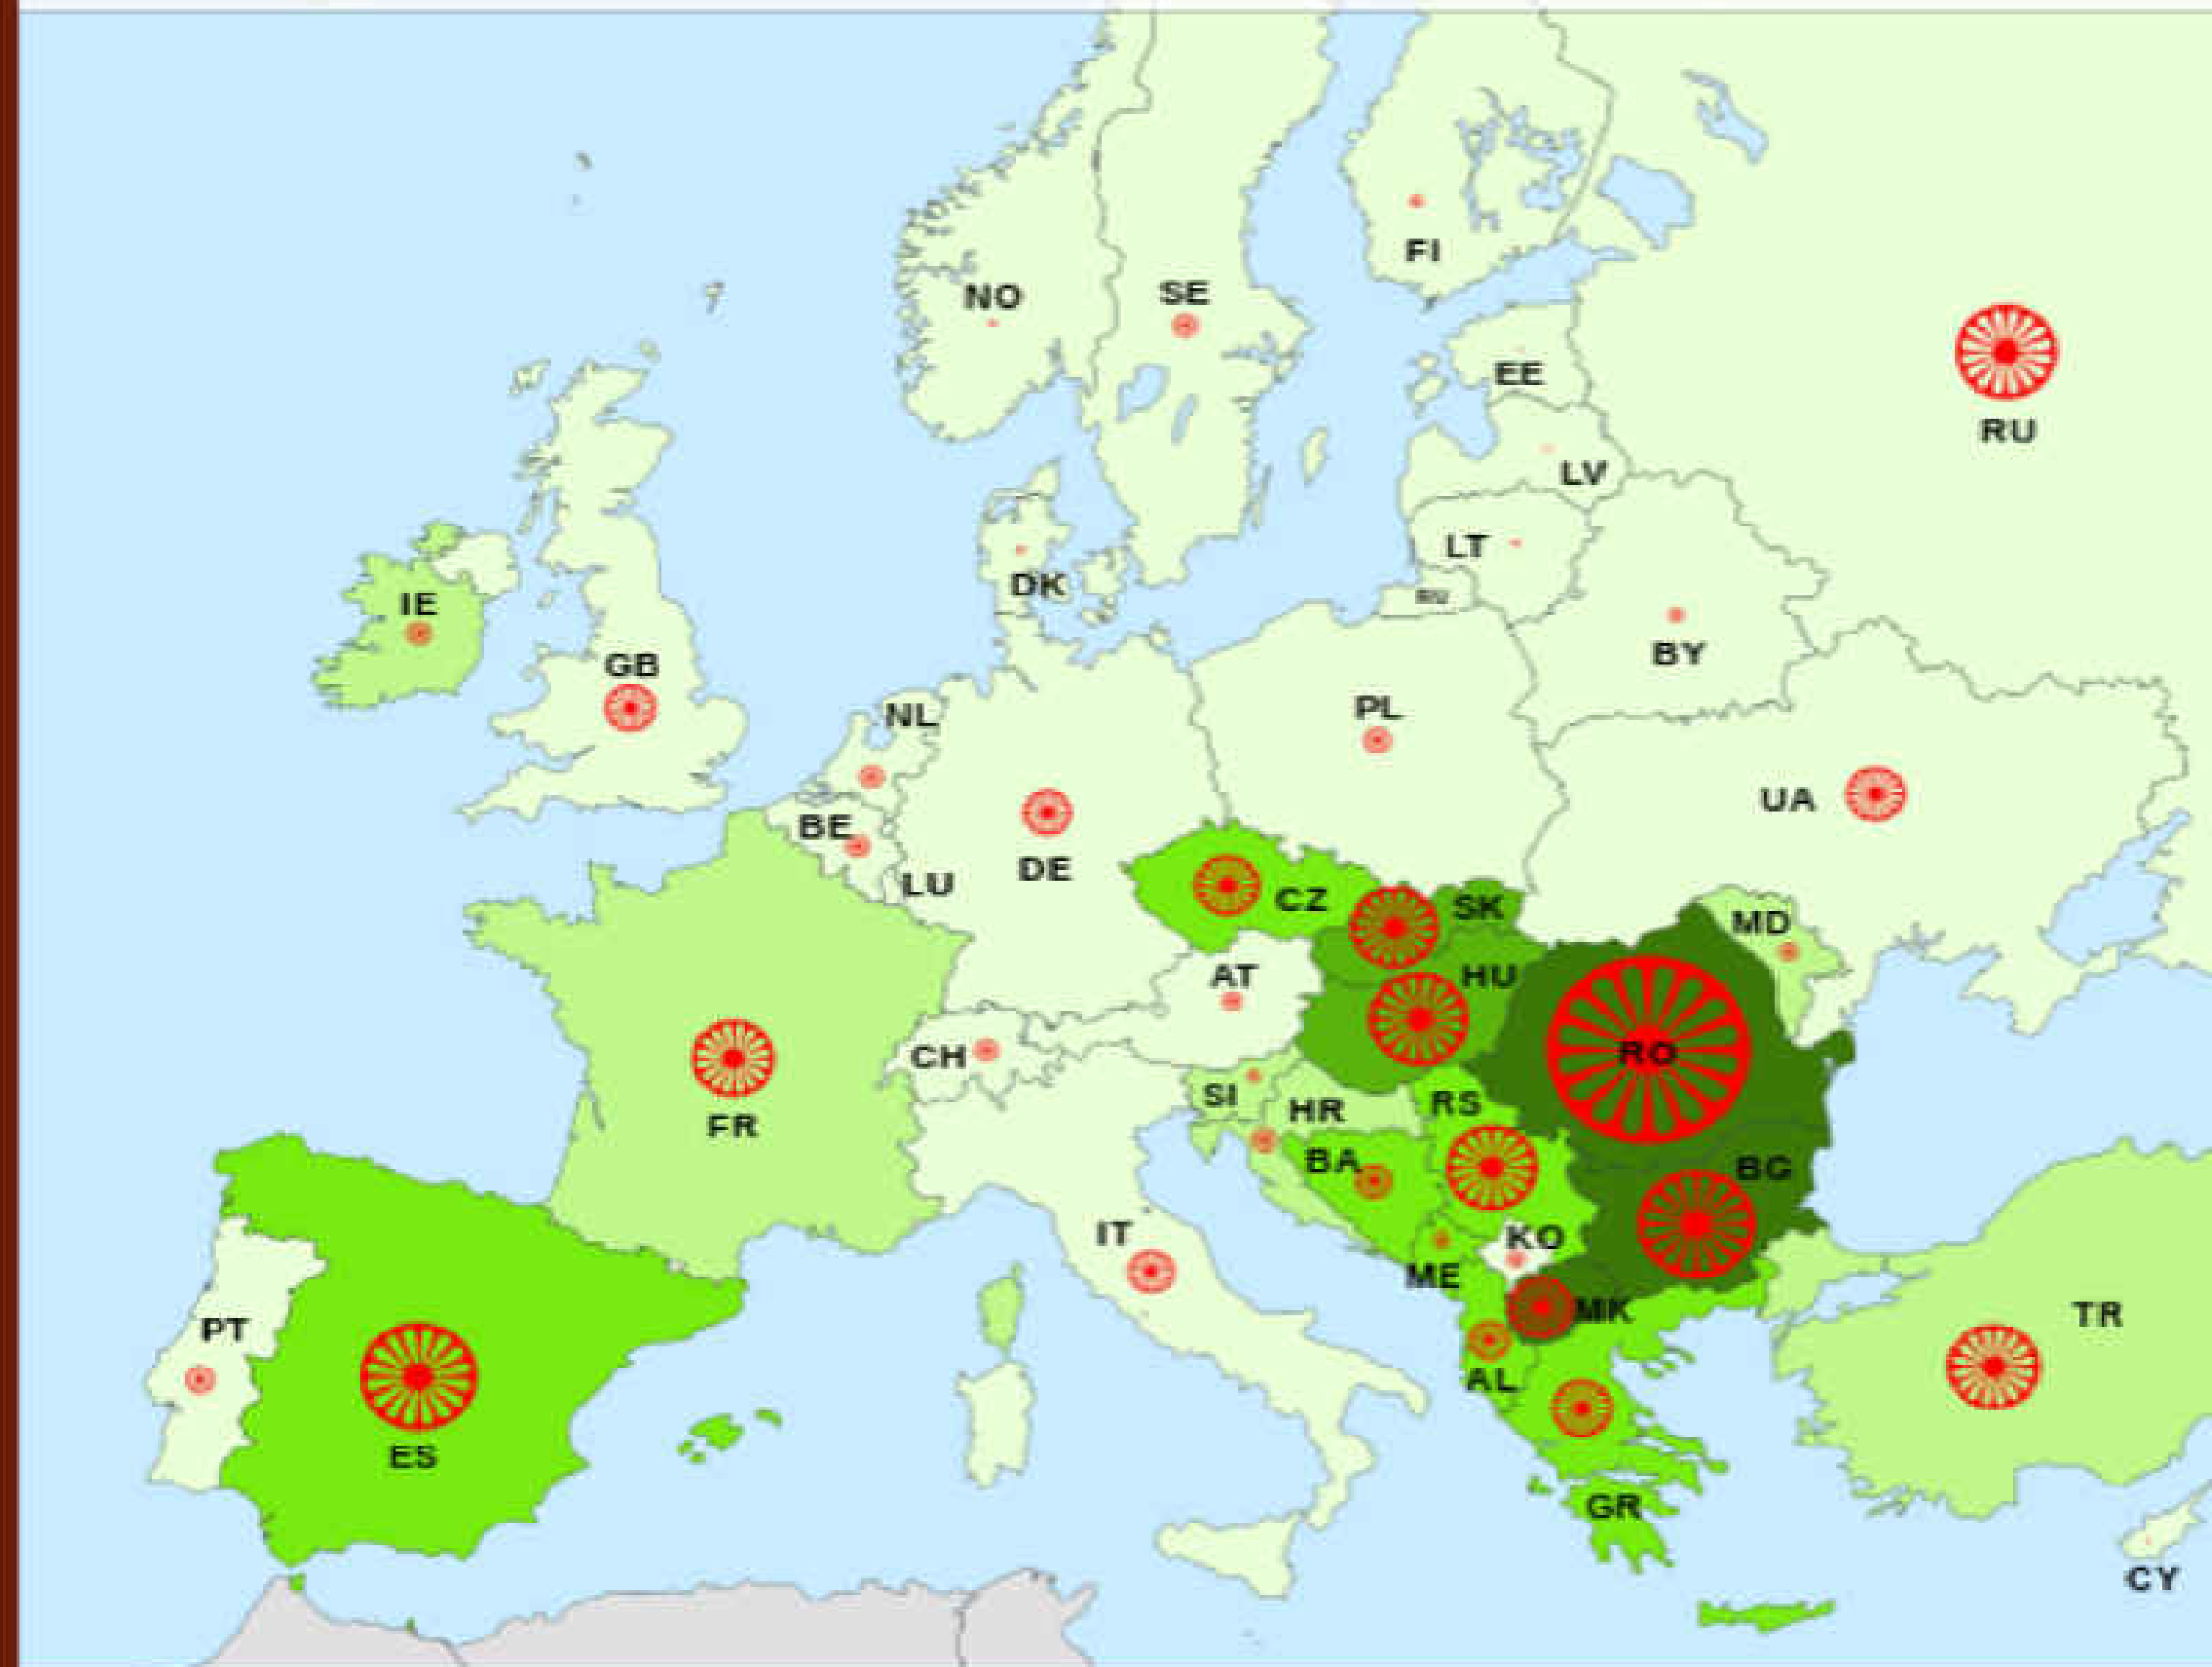 FI
NO
SE
EE
RU
LV
LT
DK
RU
IE
BY
GB
PL
NL
UA
BE
DE
LU
CZ
SK
MD
AT
HU
CH
RO
SI
HR
RS
FR
BA
BG
IT
KO
ME
MK
PT
TR
AL
ES
GR
CY